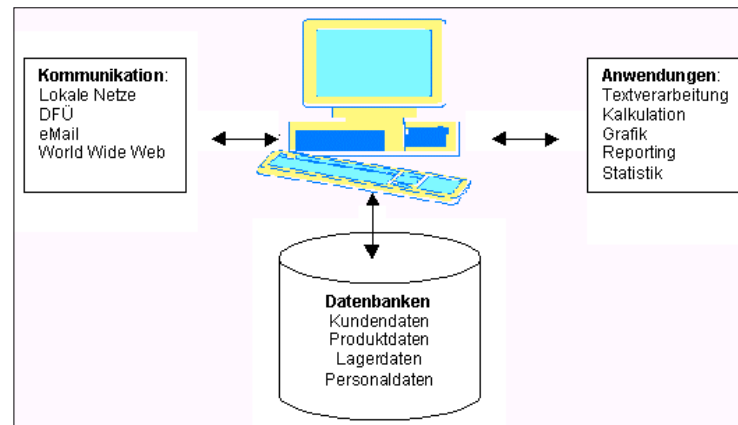 Kommunikation:
Lokale Netze
DFÜ
eMail
World Wide Web
Anwendungen:
Textverarbeitung
Kalkulation
Grafik
Reporting
Statistik
Datenbanken
Kundendaten
Produktdaten
Lagerdaten
Personaldaten